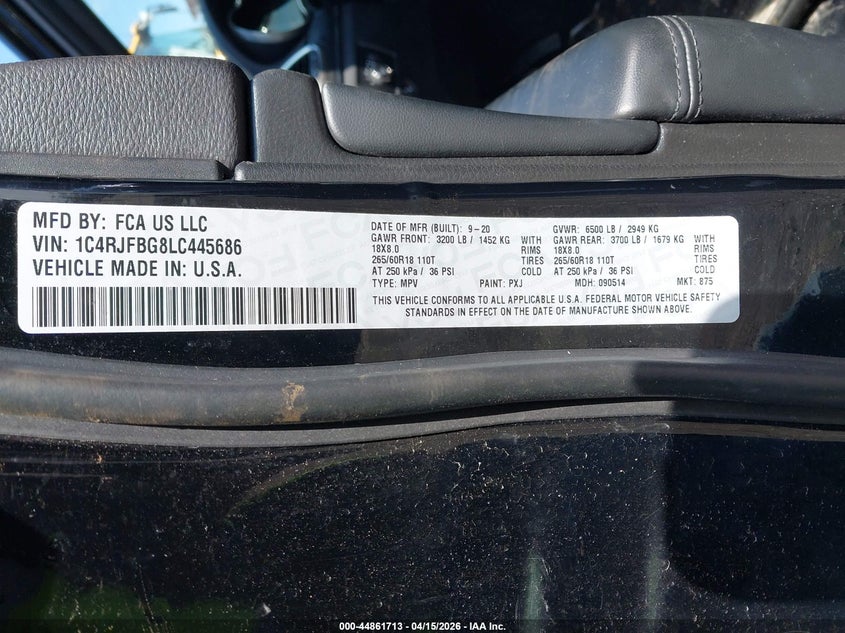 MFD BY: FCA US LLC
VIN: 1C4RJFBG8LC445686
VEHICLE MADE IN: U.S.A.
DATE OF MFR (BUILT): 9-20 GVWR: 6500 LB / 2949 KG
GAWR FRONT: 3200 LB / 1452 KG WITH GAWR REAR: 3700 LB / 1679 KG WITH
18X8.0 RIMS 18X8.0 RIMS
265/60R18 110T TIRES 265/60R18 110T TIRES
AT 250 kPa / 36 PSI COLD AT 250 kPa / 36 PSI COLD
TYPE: MPV PAINT: PXJ MDH: 090514 MKT: 875
THIS VEHICLE CONFORMS TO ALL APPLICABLE U.S.A. FEDERAL MOTOR VEHICLE SAFETY
STANDARDS IN EFFECT ON THE DATE OF MANUFACTURE SHOWN ABOVE.
000-44861713 - 04/15/2026 - IAA Inc.